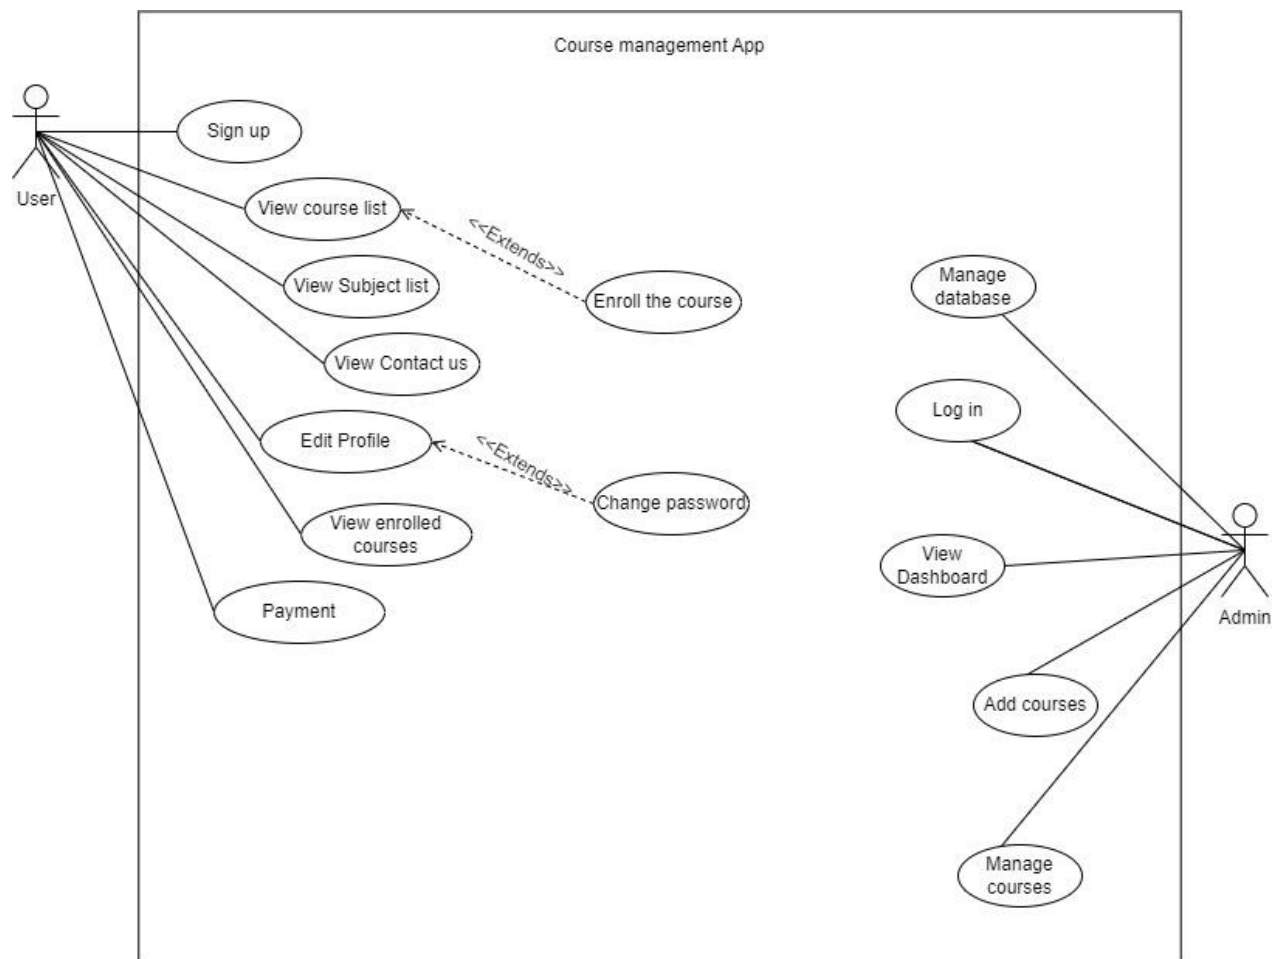 Course management App
Sign up
User
View course list
<<Extends>>
View Subject list
Enroll the course
Manage
database
View Contact us
Log in
Edit Profile
<<Extends>>
Change password
View enrolled
courses
View
Dashboard
Payment
Admin
Add courses
Manage
courses